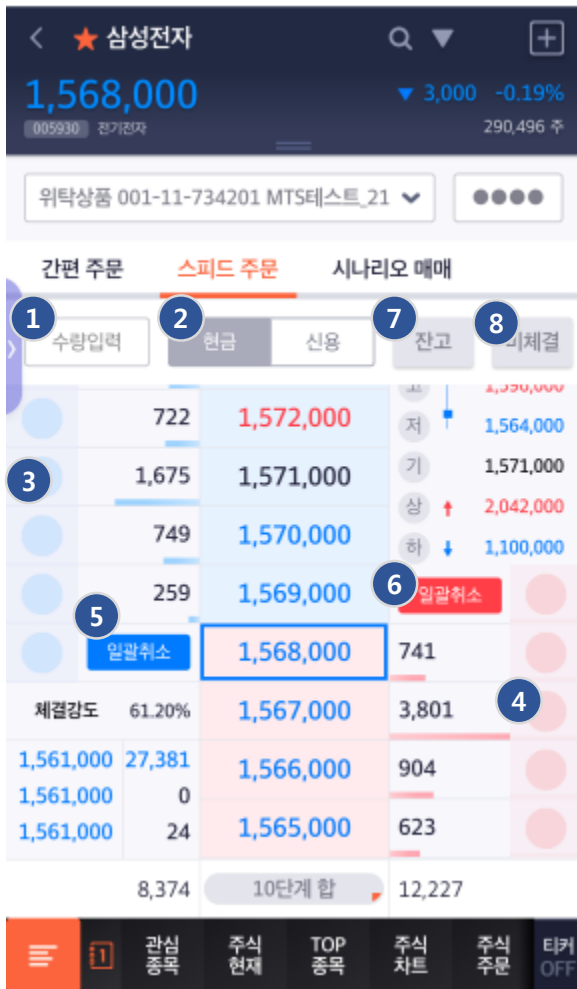 삼성전자
1,568,000
▼ 3,000 -0.19%
005930 전기전자
290,496 주
위탁상품 001-11-734201 MTS테스트_21
간편 주문 스피드 주문 시나리오 매매
1 2 7 8
수량입력 현금 신용 잔고 미체결
고 1,590,000
722 1,572,000 저 1,564,000
3 1,675 1,571,000 기 1,571,000
상 2,042,000
749 1,570,000 하 1,100,000
259 1,569,000 6 일괄취소
5 일괄취소 1,568,000 741
체결강도 61.20% 1,567,000 3,801 4
1,561,000 27,381 1,566,000 904
1,561,000 0
1,561,000 24 1,565,000 623
8,374 10단계 합 12,227
1 관심 종목 주식 현재 TOP 종목 주식 차트 주식 주문 티커 OFF